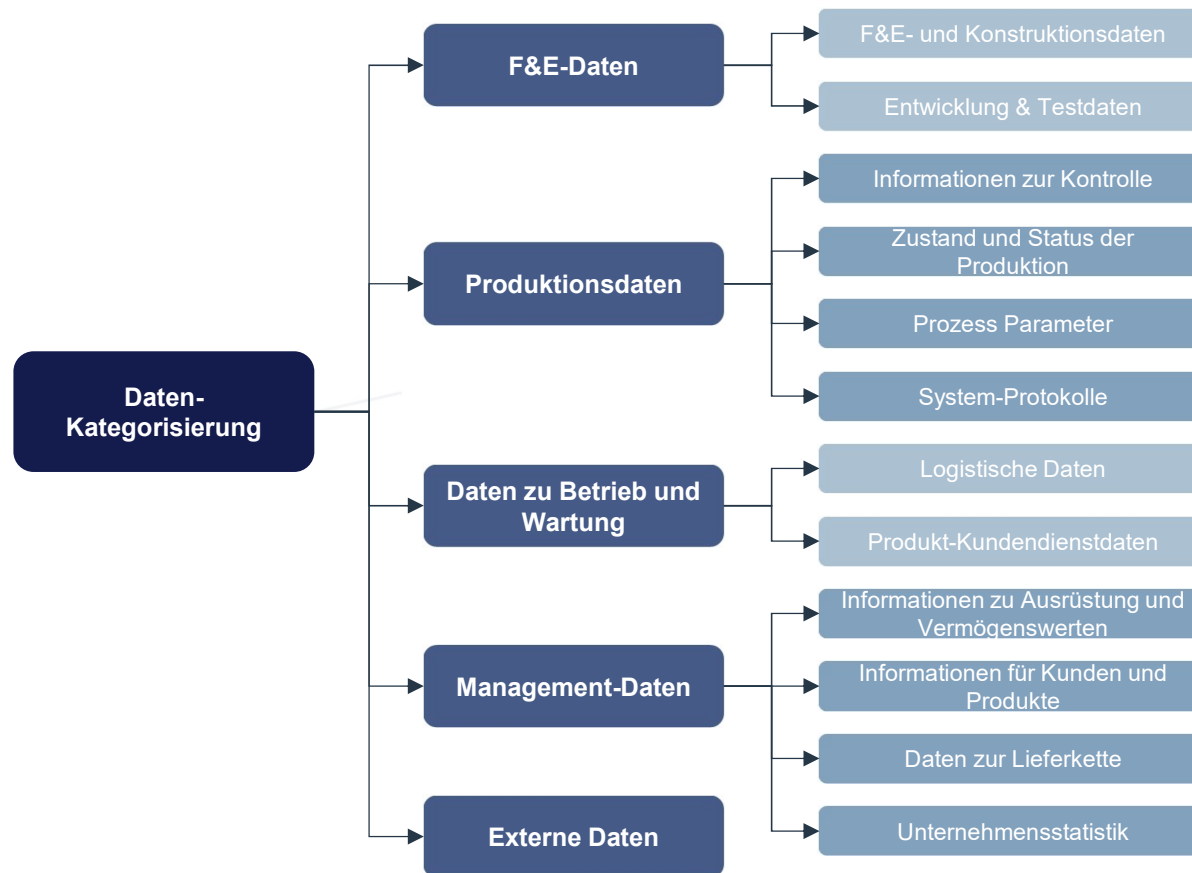 Daten-
Kategorisierung
F&E-Daten
F&E- und Konstruktionsdaten
Entwicklung & Testdaten
Produktionsdaten
Informationen zur Kontrolle
Zustand und Status der
Produktion
Prozess Parameter
System-Protokolle
Daten zu Betrieb und
Wartung
Logistische Daten
Produkt-Kundendienstdaten
Management-Daten
Informationen zu Ausrüstung und
Vermögenswerten
Informationen für Kunden und
Produkte
Daten zur Lieferkette
Unternehmensstatistik
Externe Daten